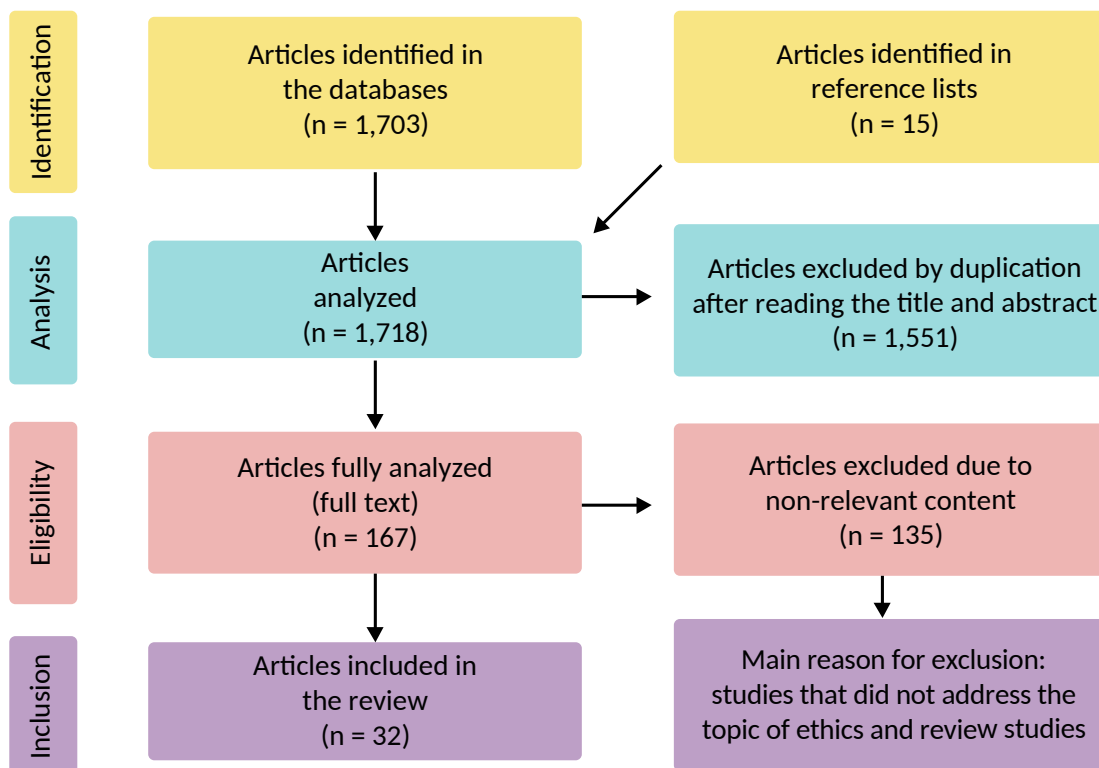 Identification
Articles identified in
the databases
(n = 1,703)
Articles identified in
reference lists
(n = 15)
Analysis
Articles
analyzed
(n = 1,718)
Articles excluded by duplication
after reading the title and abstract
(n = 1,551)
Eligibility
Articles fully analyzed
(full text)
(n = 167)
Articles excluded due to
non-relevant content
(n = 135)
Inclusion
Articles included in
the review
(n = 32)
Main reason for exclusion:
studies that did not address the
topic of ethics and review studies